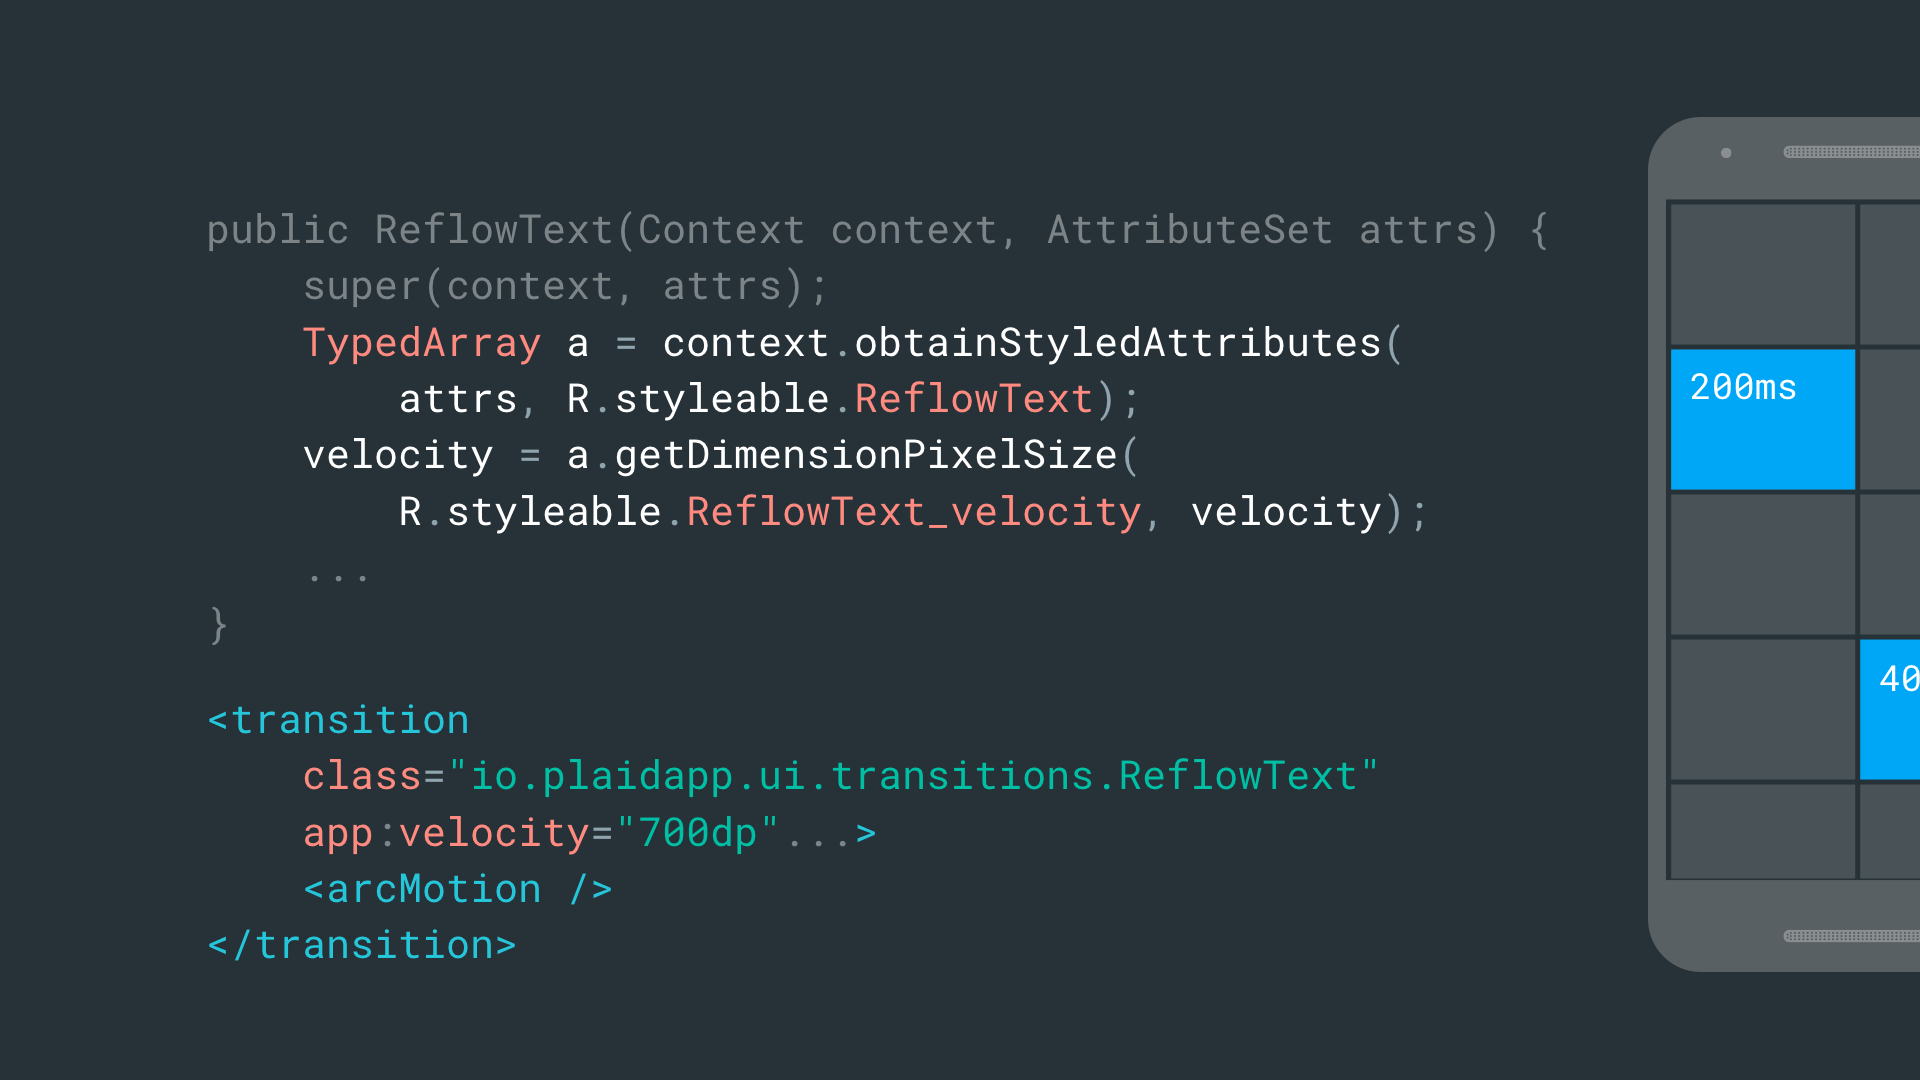 public ReflowText(Context context, AttributeSet attrs) {
    super(context, attrs);
    TypedArray a = context.obtainStyledAttributes(
        attrs, R.styleable.ReflowText);
    velocity = a.getDimensionPixelSize(
        R.styleable.ReflowText_velocity, velocity);
    ...
}
<transition
    class="io.plaidapp.ui.transitions.ReflowText"
    app:velocity="700dp"...>
    <arcMotion />
</transition>
200ms